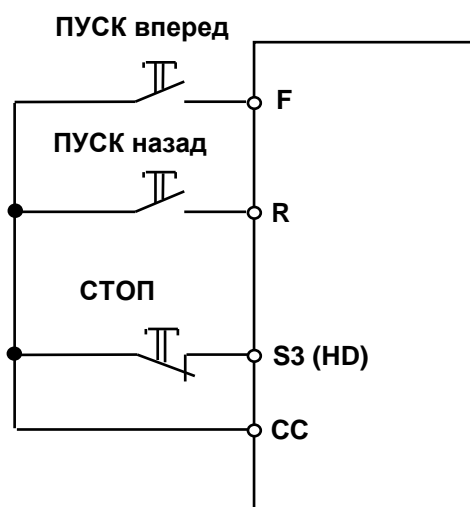 ПУСК вперед
F
ПУСК назад
R
СТОП
S3 (HD)
CC